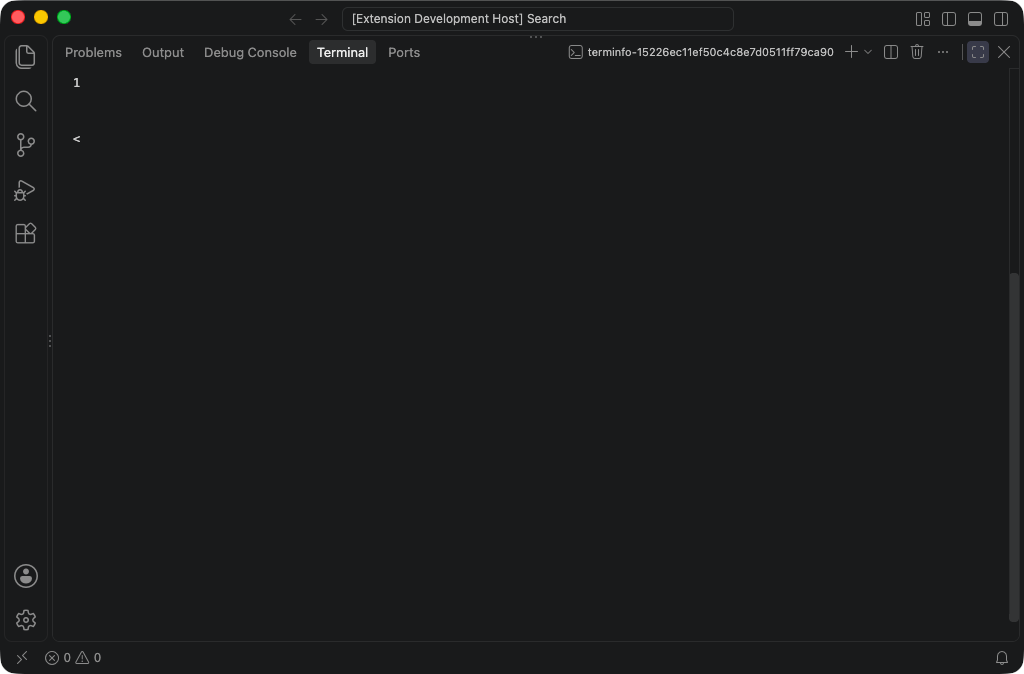 [Extension Development Host] Search
Problems Output Debug Console Terminal Ports terminfo-15226ec11ef50c4c8e7d0511ff79ca90
1
<
0 0